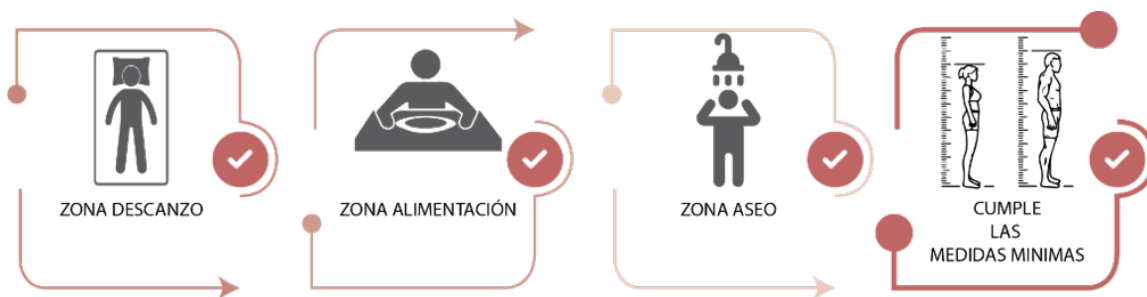 ZONA DESCANZO
ZONA ALIMENTACIÓN
ZONA ASEO
CUMPLE
LAS
MEDIDAS MINIMAS